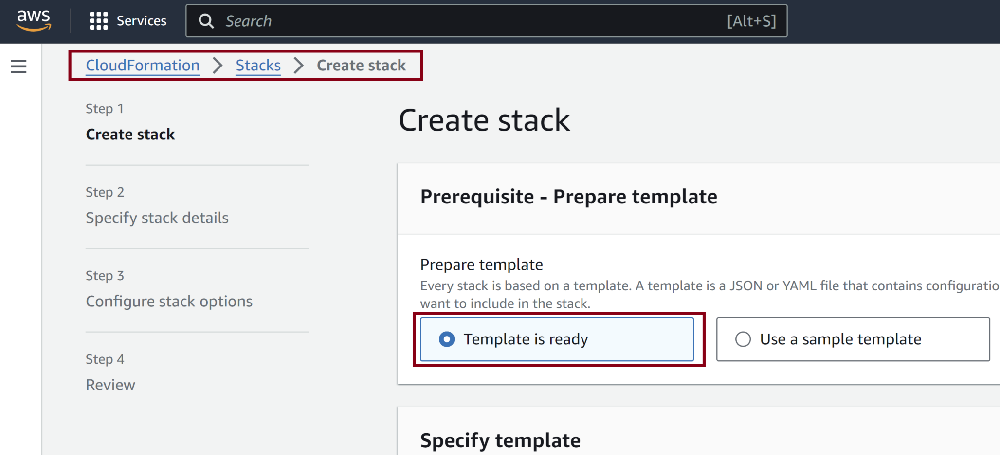 aws Services Search [Alt+S]
CloudFormation Stacks Create stack
Step 1
Create stack
Step 2
Specify stack details
Step 3
Configure stack options
Step 4
Review
Create stack
Prerequisite - Prepare template
Prepare template
Every stack is based on a template. A template is a JSON or YAML file that contains configuratio
want to include in the stack.
Template is ready
Use a sample template
Specify template